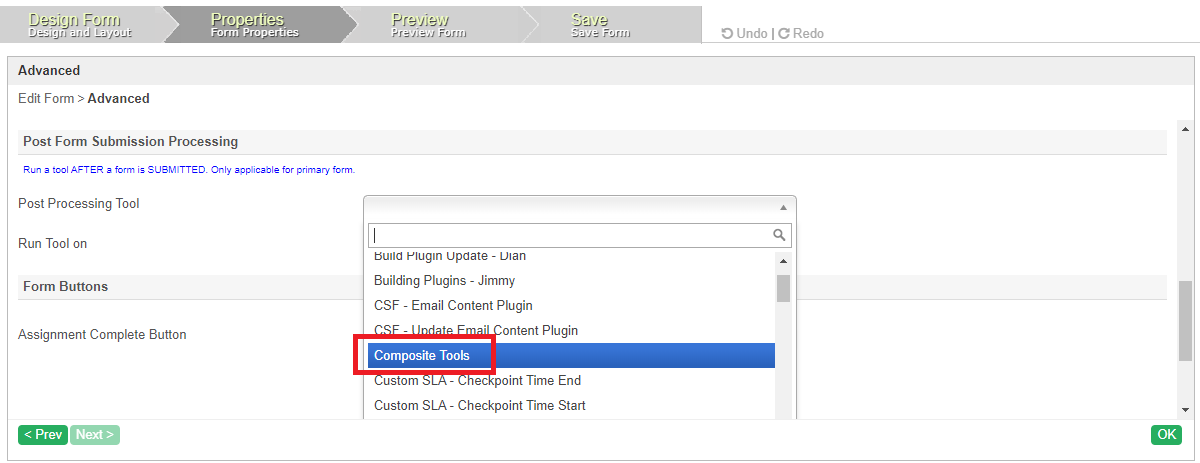 Design Form
Design and Layout
Properties
Form Properties
Preview
Preview Form
Save
Save Form
Undo | Redo
Advanced
Edit Form > Advanced
Post Form Submission Processing
Run a tool AFTER a form is SUBMITTED. Only applicable for primary form.
Post Processing Tool
Run Tool on
Build Plugin Update - Dian
Building Plugins - Jimmy
CSF - Email Content Plugin
CSF - Update Email Content Plugin
Composite Tools
Custom SLA - Checkpoint Time End
Custom SLA - Checkpoint Time Start
Form Buttons
Assignment Complete Button
< Prev
Next >
OK